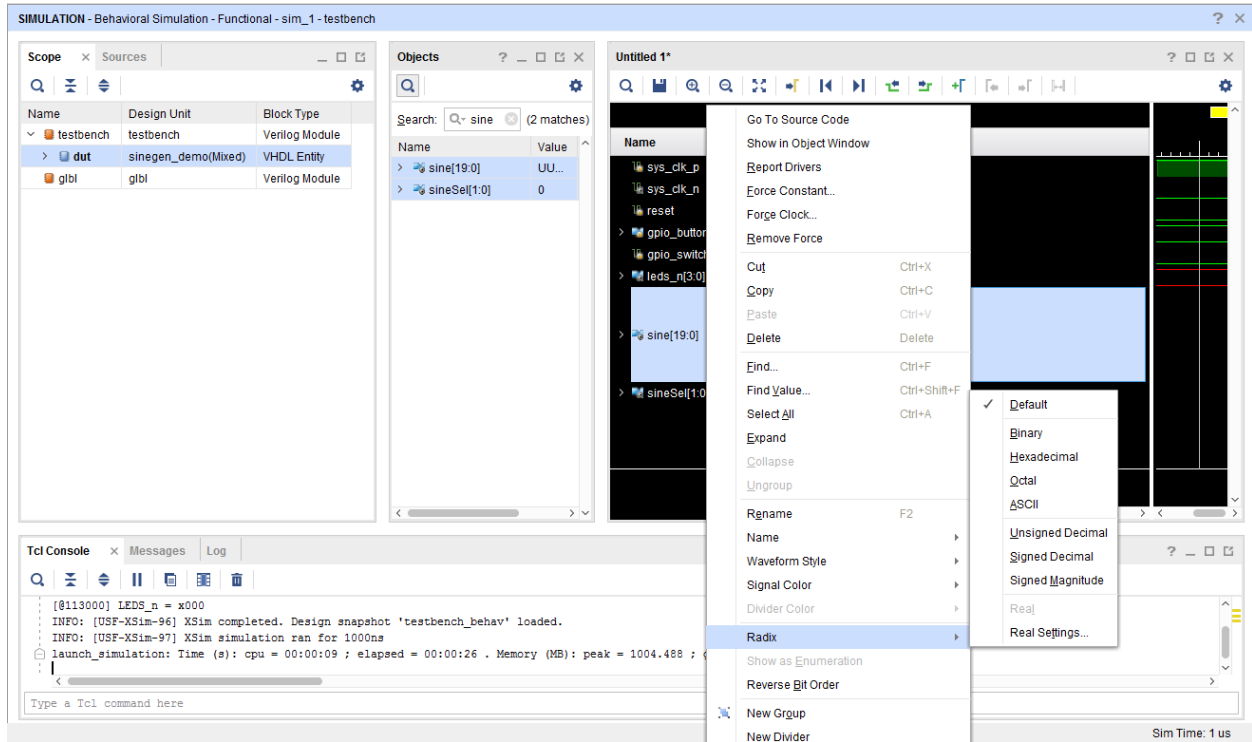 SIMULATION - Behavioral Simulation - Functional - sim_1 - testbench
Scope
Sources
Name Design Unit Block Type
testbench testbench Verilog Module
dut sinegen_demo(Mixed) VHDL Entity
glbl glbl Verilog Module
Objects
Search: sine (2 matches)
Name Value
sine[19:0] UU...
sineSel[1:0] 0
Untitled 1*
Name
sys_clk_p
sys_clk_n
reset
gpio_button
gpio_switch
leds_n[3:0]
sine[19:0]
sineSel[1:0
Go To Source Code
Show in Object Window
Report Drivers
Force Constant...
Force Clock...
Remove Force
Cut Ctrl+X
Copy Ctrl+C
Paste Ctrl+V
Delete Delete
Find... Ctrl+F
Find Value... Ctrl+Shift+F
Select All Ctrl+A
Expand
Collapse
Ungroup
Rename F2
Name
Waveform Style
Signal Color
Divider Color
Radix
Show as Enumeration
Reverse Bit Order
New Group
New Divider
Default
Binary
Hexadecimal
Octal
ASCII
Unsigned Decimal
Signed Decimal
Signed Magnitude
Real
Real Settings...
Tcl Console
Messages
Log
[@113000] LEDS_n = x000
INFO: [USF-XSim-96] XSim completed. Design snapshot 'testbench_behav' loaded.
INFO: [USF-XSim-97] XSim simulation ran for 1000ns
launch_simulation: Time (s): cpu = 00:00:09 ; elapsed = 00:00:26 . Memory (MB): peak = 1004.488 ;
Type a Tcl command here
Sim Time: 1 us